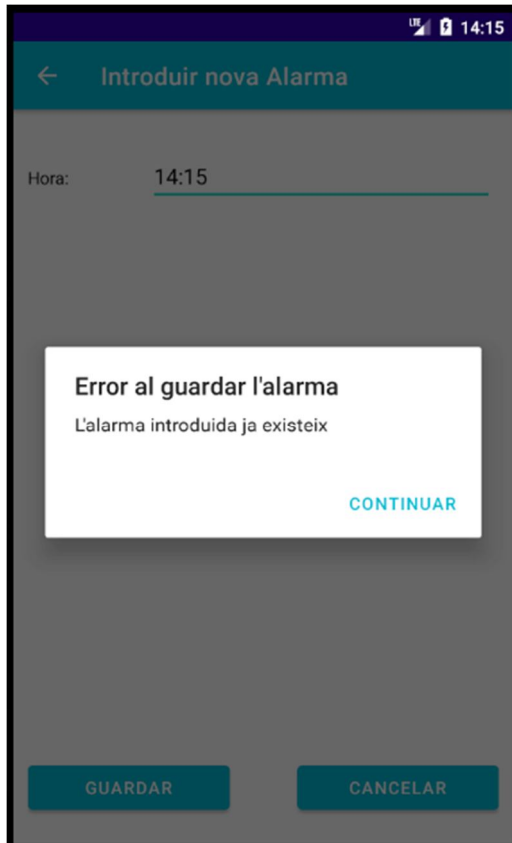 LTE 14:15
Introduir nova Alarma
Hora: 14:15
Error al guardar l'alarma
L'alarma introduida ja existeix
CONTINUAR
GUARDAR CANCELAR